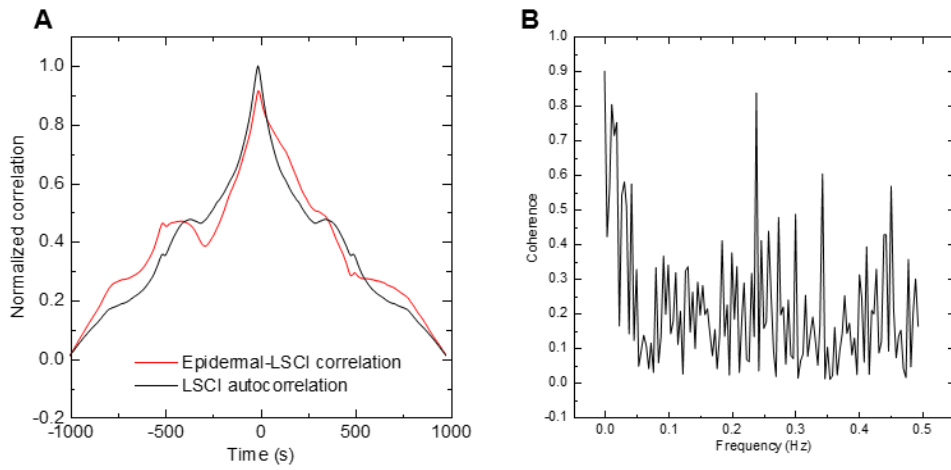 A
Normalized correlation
1.0
0.8
0.6
0.4
0.2
0.0
-0.2
Epidermal-LSCI correlation
LSCI autocorrelation
-1000 -500 0 500 1000
Time (s)
B
Coherence
1.0
0.9
0.8
0.7
0.6
0.5
0.4
0.3
0.2
0.1
0.0
-0.1
0.0 0.1 0.2 0.3 0.4 0.5
Frequency (Hz)